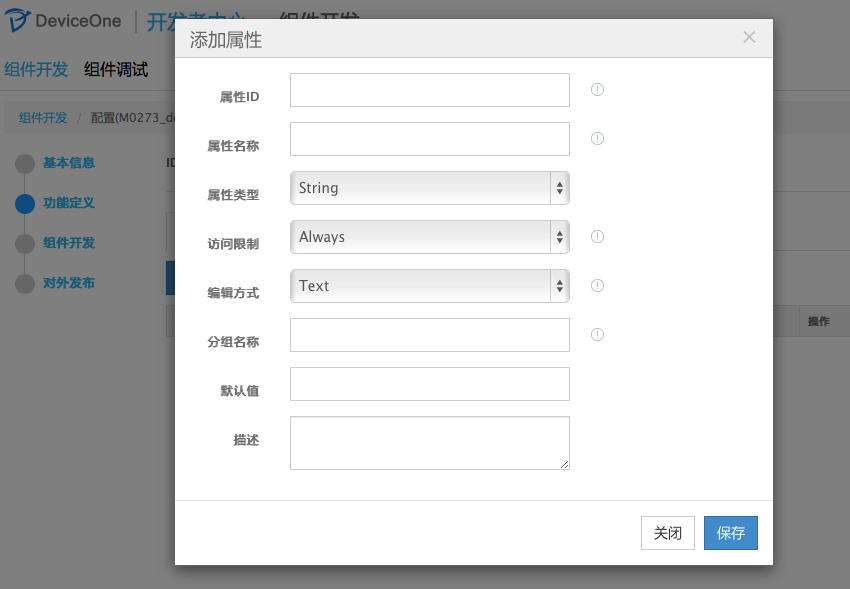 DeviceOne 开发者中心 组件开发
组件开发 组件调试
组件开发 / 配置(M0273_d
基本信息
功能定义
组件开发
对外发布
ID
操作
添加属性
属性ID
属性名称
属性类型 String
访问限制 Always
编辑方式 Text
分组名称
默认值
描述
关闭 保存